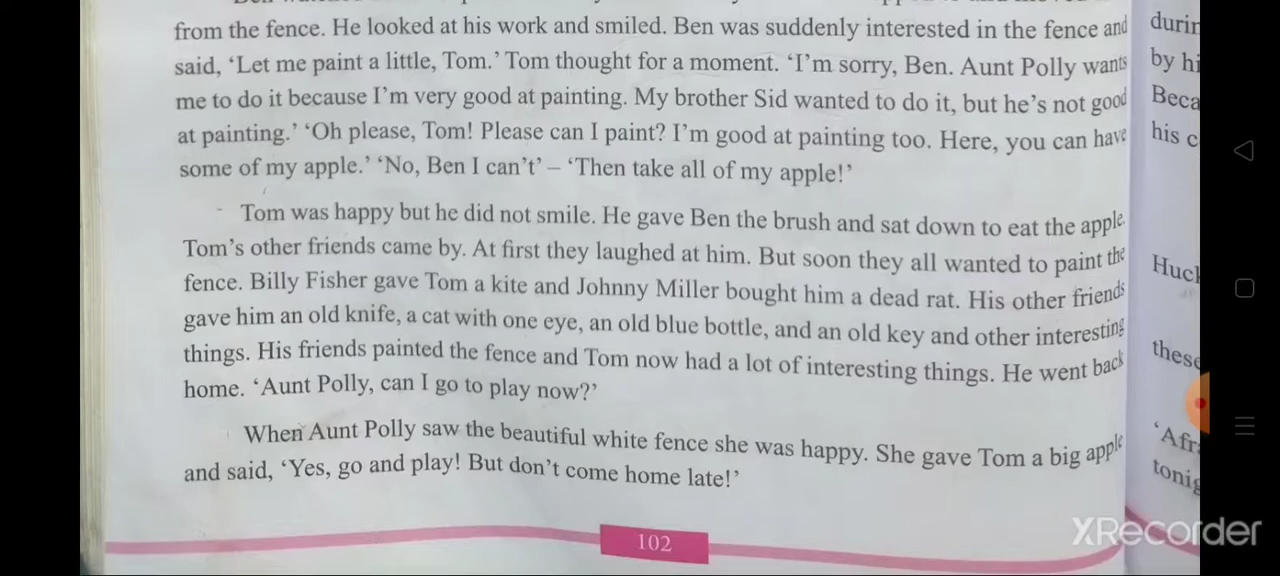 from the fence. He looked at his work and smiled. Ben was suddenly interested in the fence and
said, ‘Let me paint a little, Tom.’ Tom thought for a moment. ‘I’m sorry, Ben. Aunt Polly wants
me to do it because I’m very good at painting. My brother Sid wanted to do it, but he’s not good
at painting.’ ‘Oh please, Tom! Please can I paint? I’m good at painting too. Here, you can have
some of my apple.’ ‘No, Ben I can’t’ – ‘Then take all of my apple!’
Tom was happy but he did not smile. He gave Ben the brush and sat down to eat the apple.
Tom’s other friends came by. At first they laughed at him. But soon they all wanted to paint the
fence. Billy Fisher gave Tom a kite and Johnny Miller bought him a dead rat. His other friends
gave him an old knife, a cat with one eye, an old blue bottle, and an old key and other interesting
things. His friends painted the fence and Tom now had a lot of interesting things. He went back
home. ‘Aunt Polly, can I go to play now?’
When Aunt Polly saw the beautiful white fence she was happy. She gave Tom a big apple
and said, ‘Yes, go and play! But don’t come home late!’
102
by hi
Beca
his c
these
XRecorder